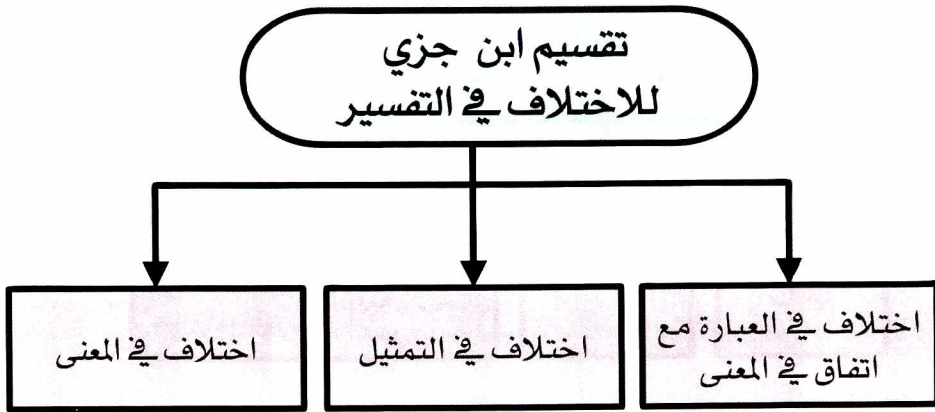 تقسيم ابن جزي
للاختلاف في التفسير
اختلاف في العبارة مع
اتفاق في المعنى
اختلاف في التمثيل
اختلاف في المعنى